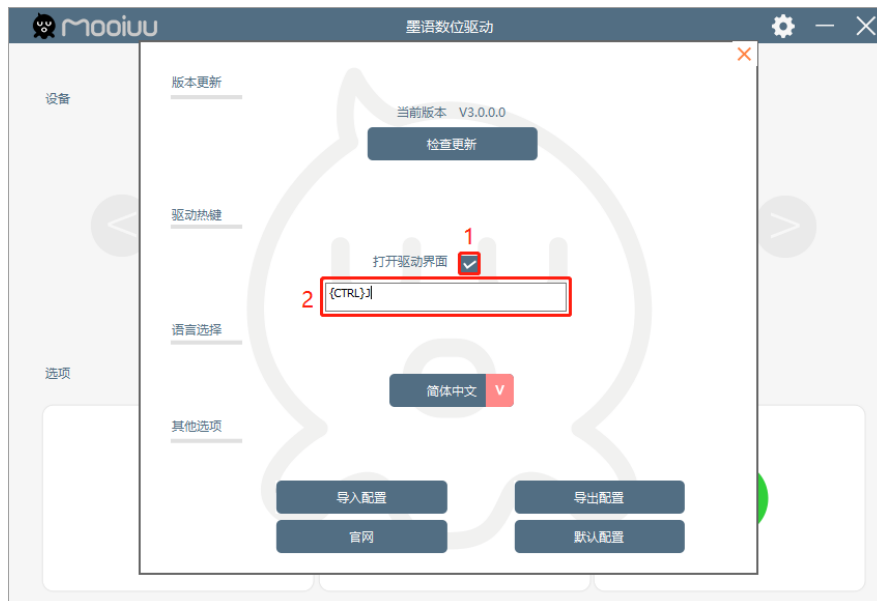 mooiuu
墨语数位驱动
设备
版本更新
当前版本 V3.0.0.0
检查更新
驱动热键
1
打开驱动界面
2
{CTRL}J
语言选择
选项
简体中文 V
其他选项
导入配置 导出配置
官网 默认配置